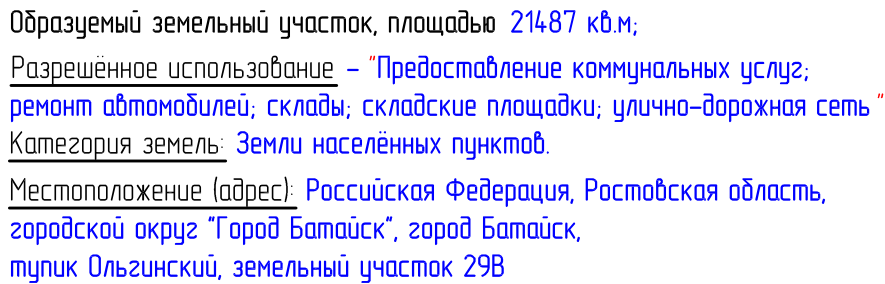 Образуемый земельный участок, площадью 21487 кв.м;
Разрешённое использование – "Предоставление коммунальных услуг;
ремонт автомобилей; склады; складские площадки; улично-дорожная сеть "
Категория земель: Земли населённых пунктов.
Местоположение (адрес): Российская Федерация, Ростовская область,
городской округ "Город Батайск", город Батайск,
тупик Ольгинский, земельный участок 29В